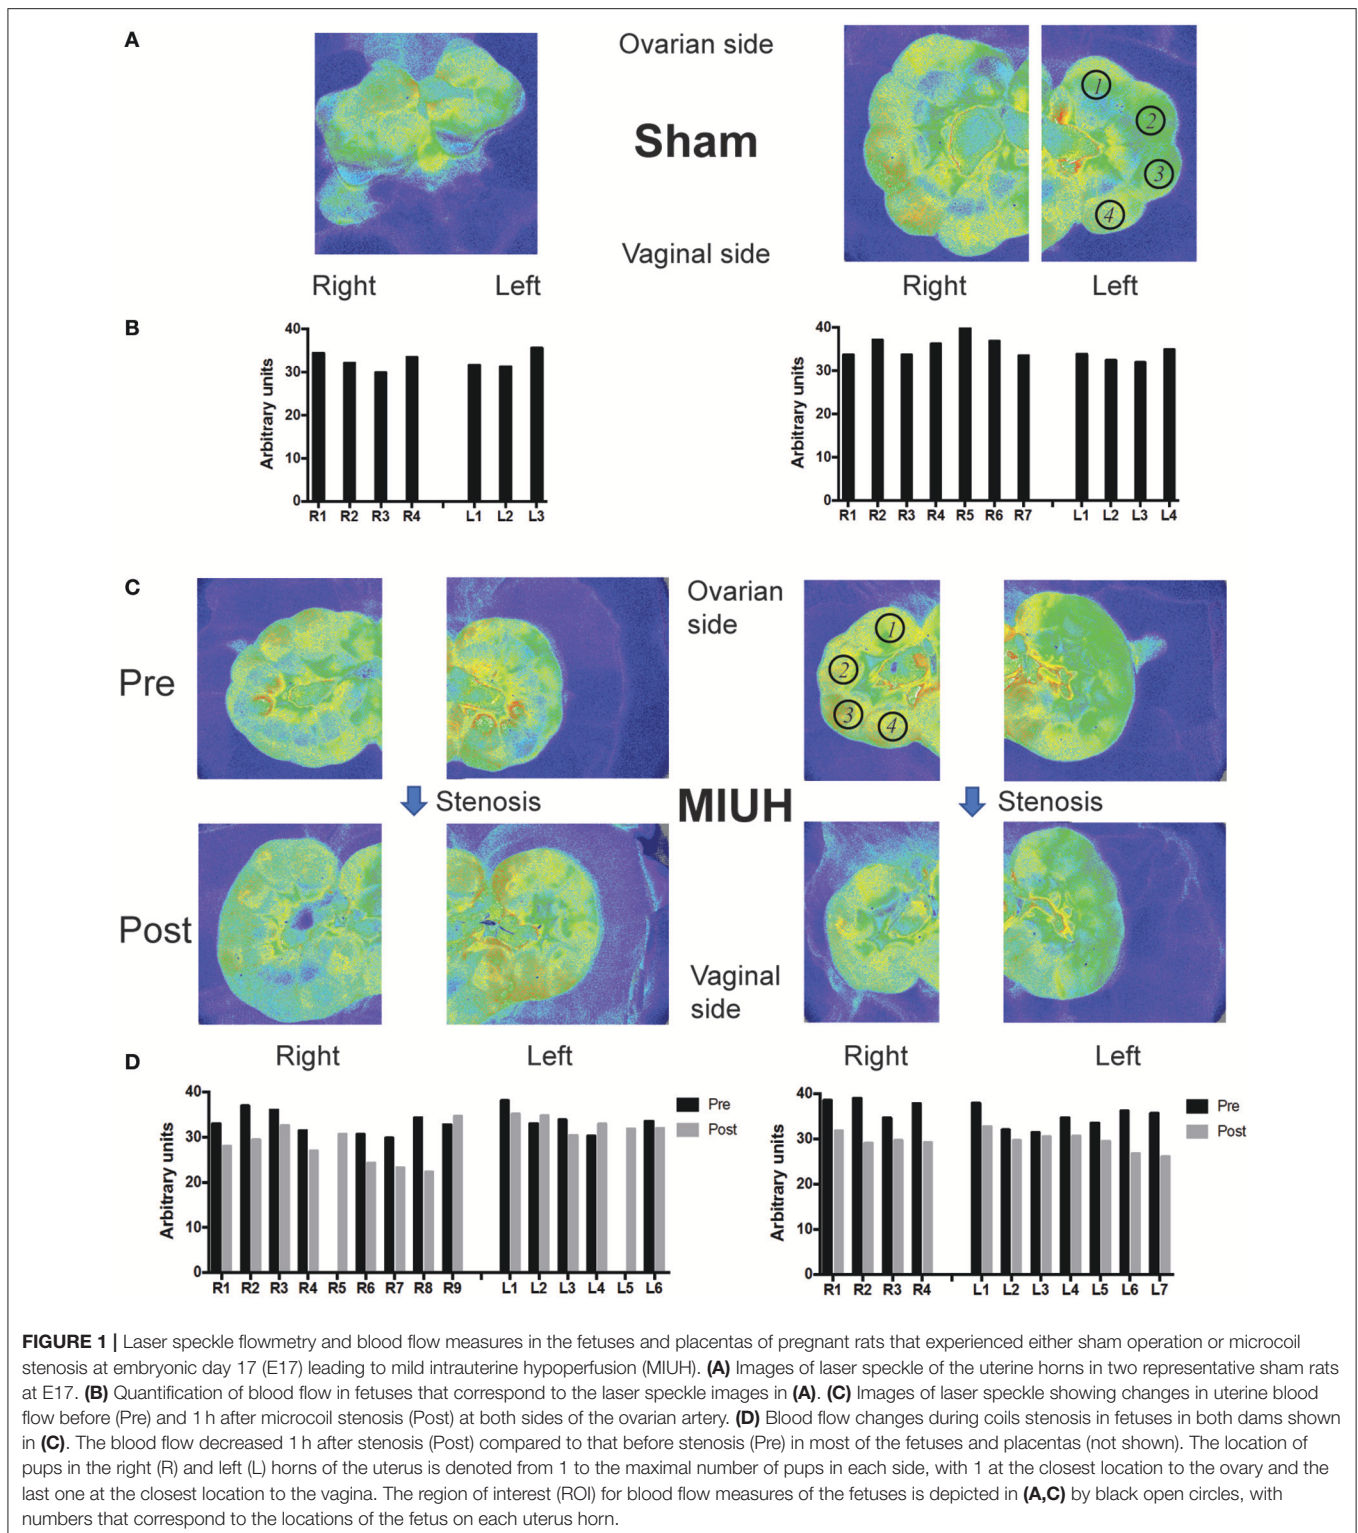 A
Ovarian side
Sham
Vaginal side
1
2
3
4
Right
Left
Right
Left
B
40
30
20
10
0
Arbitrary units
R1 R2 R3 R4 L1 L2 L3
40
30
20
10
0
Arbitrary units
R1 R2 R3 R4 R5 R6 R7 L1 L2 L3 L4
C
Ovarian
side
1
2
3
4
Pre
Stenosis
MIUH
Stenosis
Post
Vaginal
side
Right
Left
Right
Left
D
40
30
20
10
0
Arbitrary units
Pre
Post
R1 R2 R3 R4 R5 R6 R7 R8 R9 L1 L2 L3 L4 L5 L6
40
30
20
10
0
Arbitrary units
Pre
Post
R1 R2 R3 R4 L1 L2 L3 L4 L5 L6 L7
FIGURE 1 | Laser speckle flowmetry and blood flow measures in the fetuses and placentas of pregnant rats that experienced either sham operation or microcoil
stenosis at embryonic day 17 (E17) leading to mild intrauterine hypoperfusion (MIUH). (A) Images of laser speckle of the uterine horns in two representative sham rats
at E17. (B) Quantification of blood flow in fetuses that correspond to the laser speckle images in (A). (C) Images of laser speckle showing changes in uterine blood
flow before (Pre) and 1 h after microcoil stenosis (Post) at both sides of the ovarian artery. (D) Blood flow changes during coils stenosis in fetuses in both dams shown
in (C). The blood flow decreased 1 h after stenosis (Post) compared to that before stenosis (Pre) in most of the fetuses and placentas (not shown). The location of
pups in the right (R) and left (L) horns of the uterus is denoted from 1 to the maximal number of pups in each side, with 1 at the closest location to the ovary and the
last one at the closest location to the vagina. The region of interest (ROI) for blood flow measures of the fetuses is depicted in (A,C) by black open circles, with
numbers that correspond to the locations of the fetus on each uterus horn.